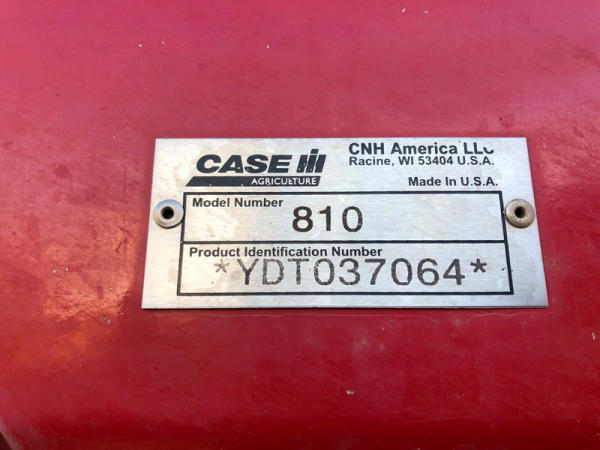 CASE IH
AGRICULTURE
CNH America LLC
Racine, WI 53404 U.S.A.
Made In U.S.A.
Model Number
810
Product Identification Number
*YDT037064*